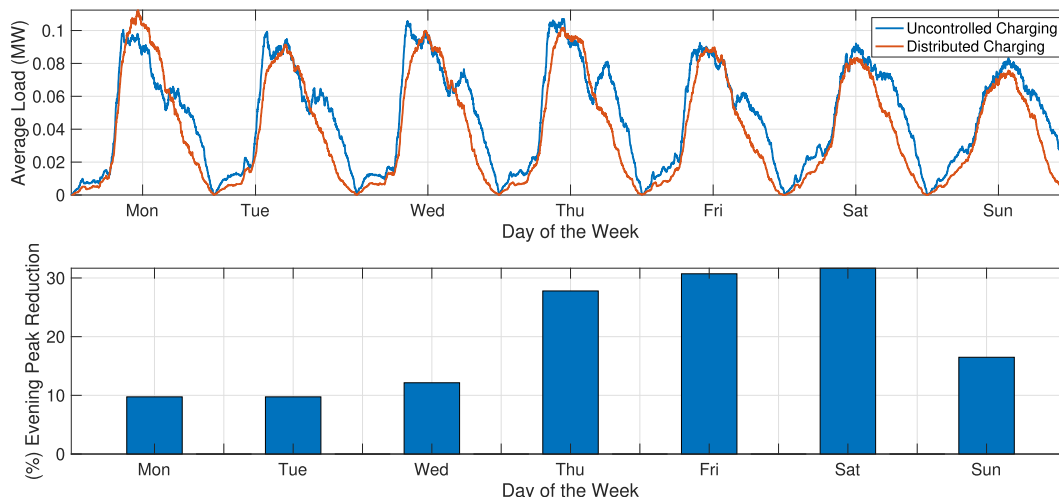 Average Load (MW)
0.1
0.08
0.06
0.04
0.02
0
Uncontrolled Charging
Distributed Charging
Mon Tue Wed Thu Fri Sat Sun
Day of the Week
(%) Evening Peak Reduction
30
20
10
0
Mon Tue Wed Thu Fri Sat Sun
Day of the Week